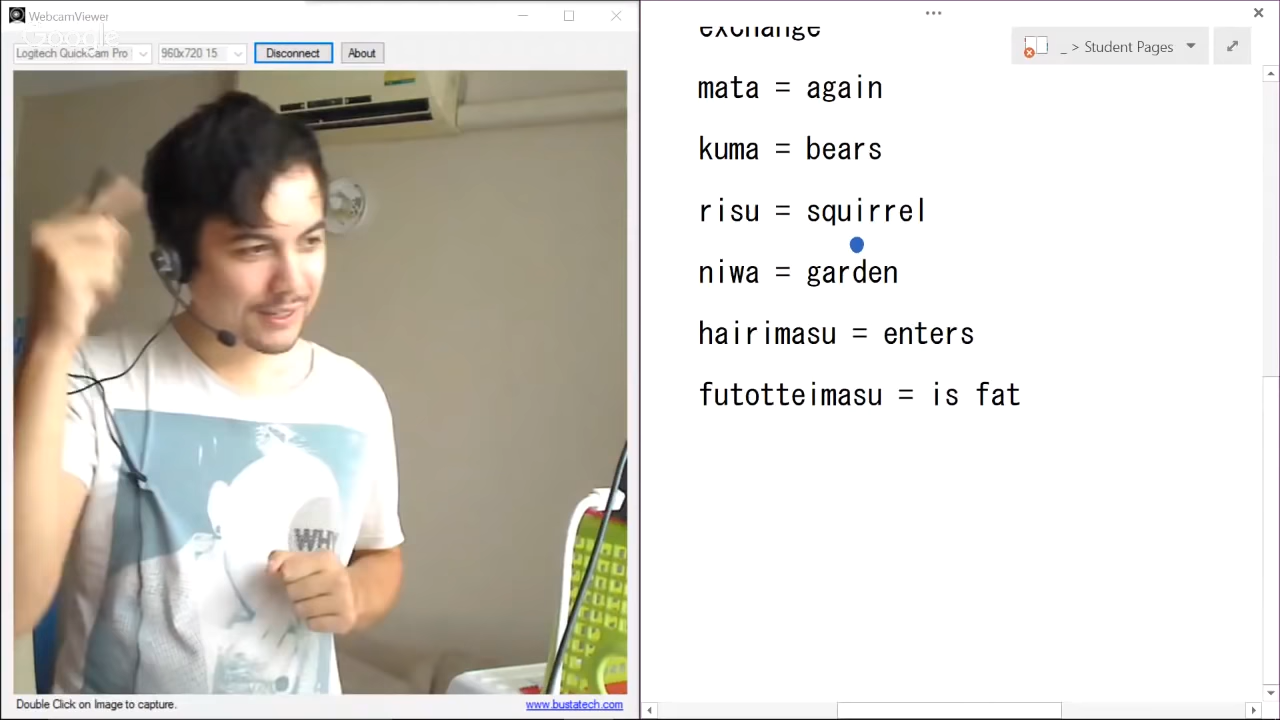 WebcamViewer
Google
Logitech QuickCam Pro
960x720 15
Disconnect
About
WHY
Double Click on Image to capture.
www.bustatech.com
_ > Student Pages
exchange
mata = again
kuma = bears
risu = squirrel
niwa = garden
hairimasu = enters
futotteimasu = is fat